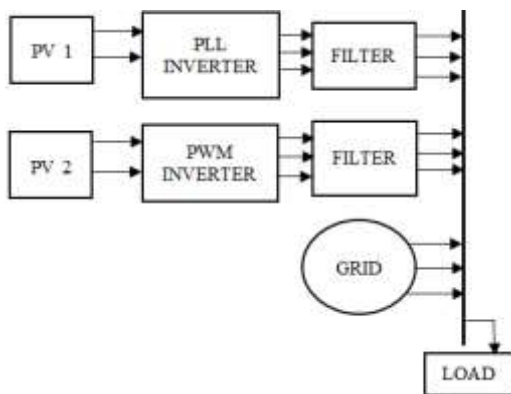 PV 1
PLL
INVERTER
FILTER
PV 2
PWM
INVERTER
FILTER
GRID
LOAD